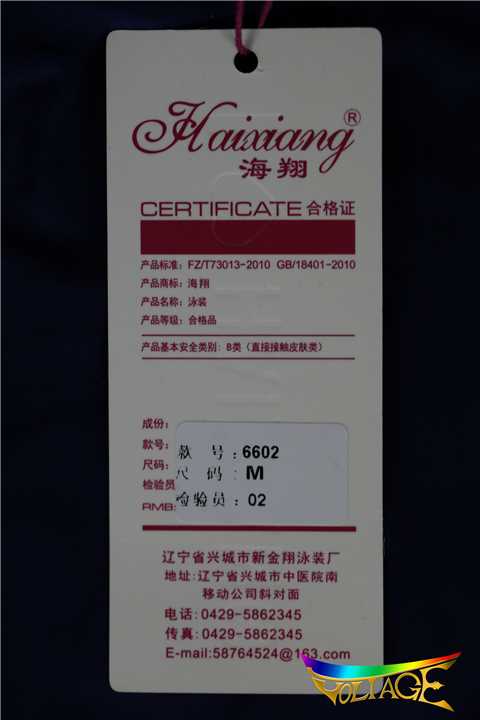 Haixiang®
海翔
CERTIFICATE 合格证
产品标准: FZ/T73013-2010 GB/18401-2010
产品商标: 海翔
产品名称: 泳装
产品等级: 合格品
产品基本安全类别: B类 (直接接触皮肤类)
成份:
款号:
款 号: 6602
尺码:
尺 码: M
检验员
检验员: 02
RMB:
辽宁省兴城市新金翔泳装厂
地址: 辽宁省兴城市中医院南
移动公司斜对面
电话: 0429-5862345
传真: 0429-5862345
E-mail: 58764524@163.com
VOLTAGE